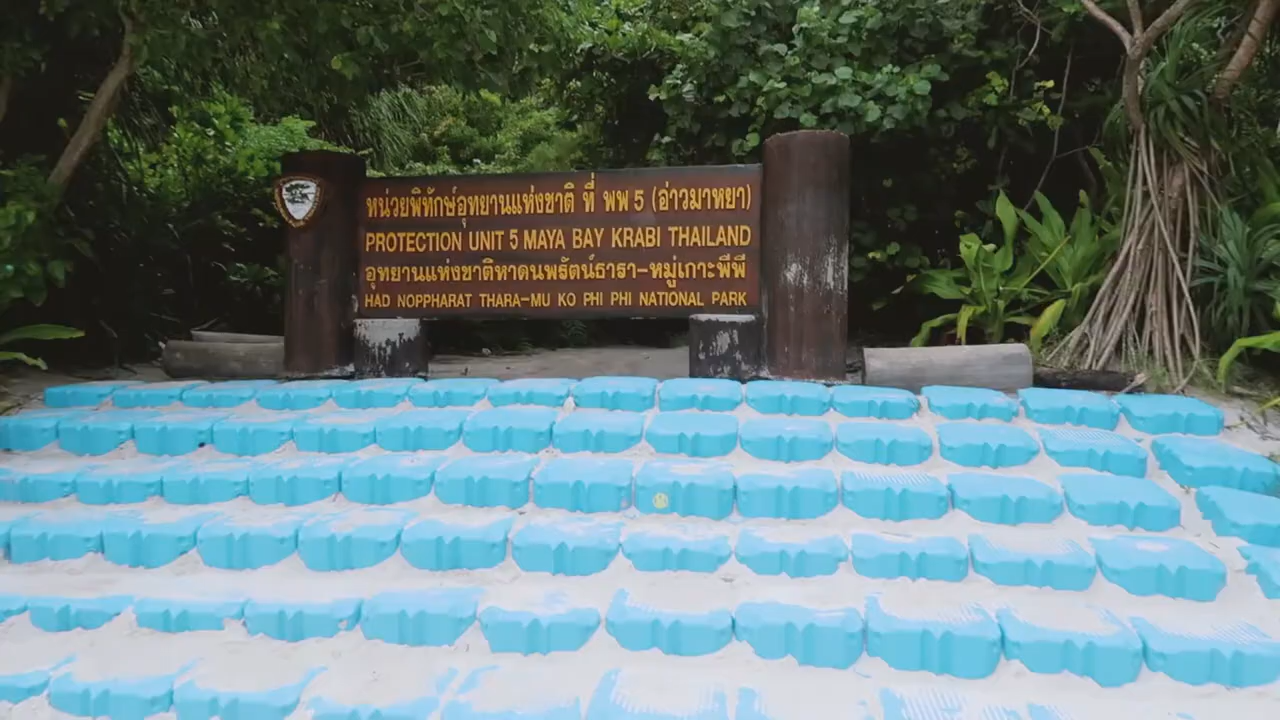 หน่วยพิทักษ์อุทยานแห่งชาติ ที่ พพ 5 (อ่าวมาหยา)
PROTECTION UNIT 5 MAYA BAY KRABI THAILAND
อุทยานแห่งชาติหาดนพรัตน์ธารา-หมู่เกาะพีพี
HAD NOPPHARAT THARA-MU KO PHI PHI NATIONAL PARK